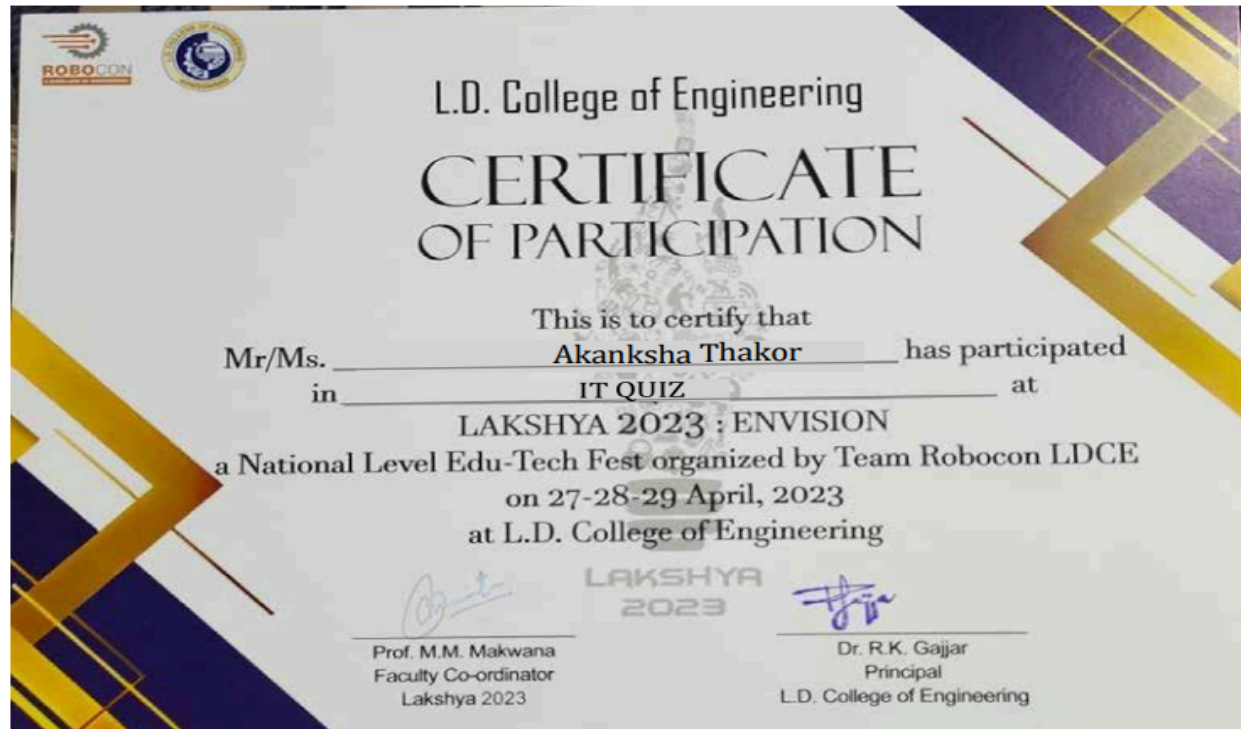 ROBOCON
L.D. College of Engineering
CERTIFICATE
OF PARTICIPATION
This is to certify that
Mr/Ms. Akanksha Thakor has participated
in IT QUIZ at
LAKSHYA 2023 : ENVISION
a National Level Edu-Tech Fest organized by Team Robocon LDCE
on 27-28-29 April, 2023
at L.D. College of Engineering
LAKSHYA
2023
Prof. M.M. Makwana
Faculty Co-ordinator
Lakshya 2023
Dr. R.K. Gajjar
Principal
L.D. College of Engineering